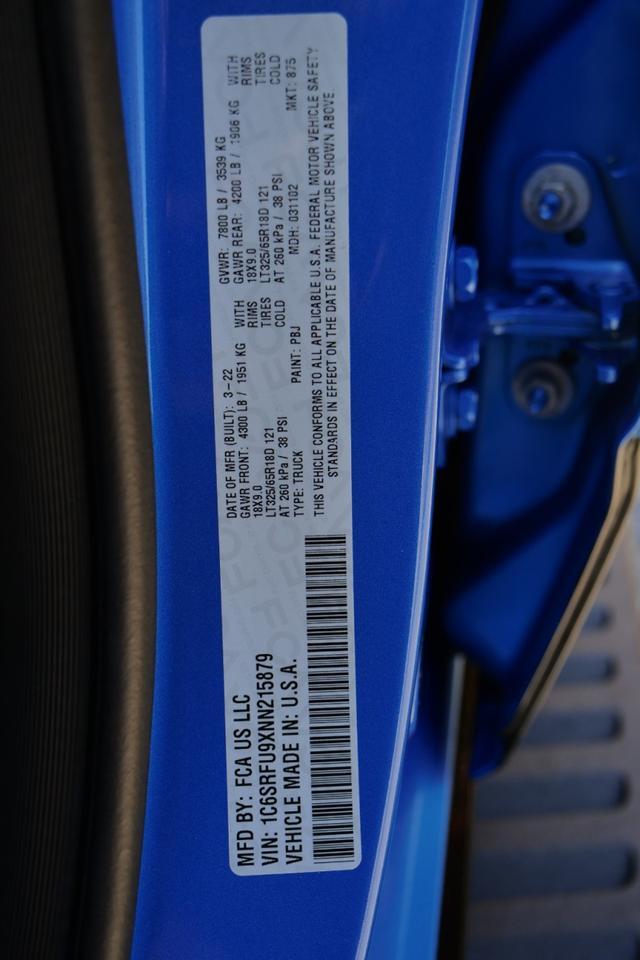 MFD BY: FCA US LLC
VIN: 1C6SRFU9XNN215879
VEHICLE MADE IN: U.S.A.
DATE OF MFR (BUILT): 3-22 GVWR: 7800 LB / 3539 KG
GAWR FRONT: 4300 LB / 1951 KG WITH GAWR REAR: 4200 LB / 1906 KG WITH
18X9.0 RIMS 18X9.0 RIMS
LT325/65R18D 121 TIRES LT325/65R18D 121 TIRES
AT 260 kPa / 38 PSI COLD AT 260 kPa / 38 PSI COLD
TYPE: TRUCK PAINT: PBJ MDH: 031102 MKT: 875
THIS VEHICLE CONFORMS TO ALL APPLICABLE U.S.A. FEDERAL MOTOR VEHICLE SAFETY
STANDARDS IN EFFECT ON THE DATE OF MANUFACTURE SHOWN ABOVE.